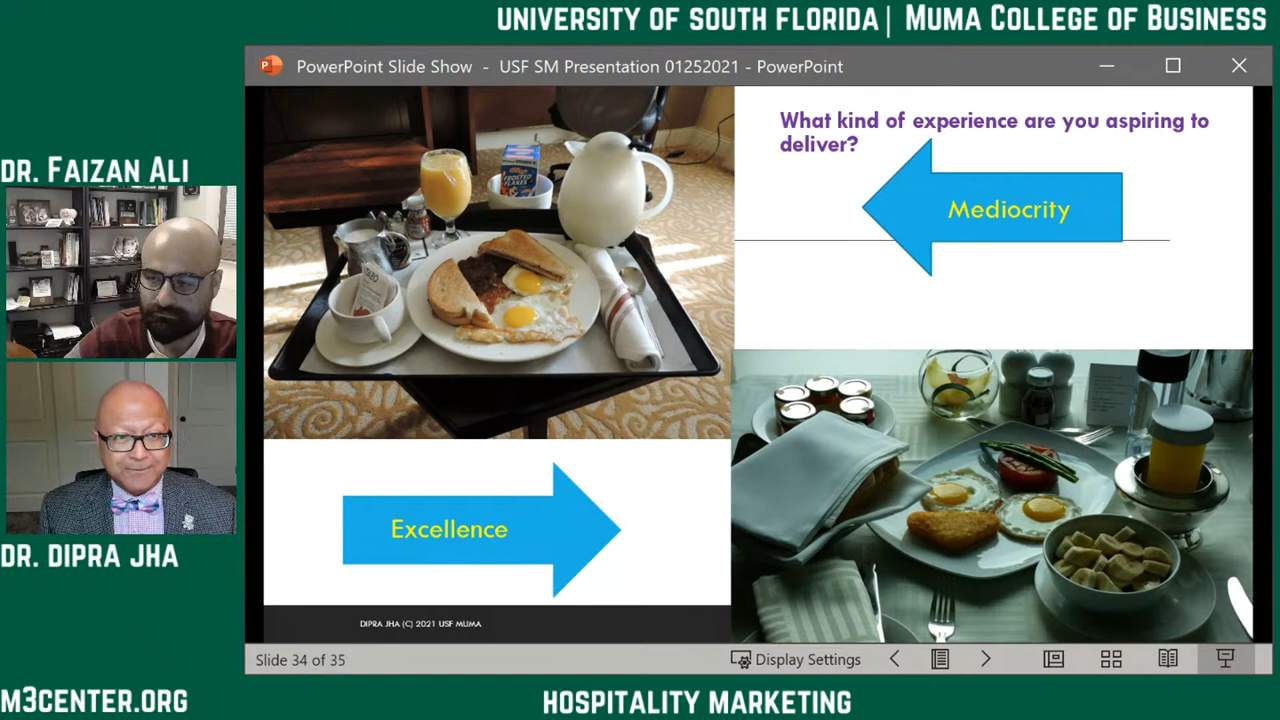 UNIVERSITY OF SOUTH FLORIDA| MUMA COLLEGE OF BUSINESS
PowerPoint Slide Show - USF SM Presentation 01252021 - PowerPoint
DR. FAIZAN ALI
What kind of experience are you aspiring to
deliver?
Mediocrity
FROSTED
FLAKES
TAZO
Excellence
DR. DIPRA JHA
DIPRA JHA (C) 2021 USF MUMA
Slide 34 of 35
Display Settings
M3CENTER.ORG
HOSPITALITY MARKETING